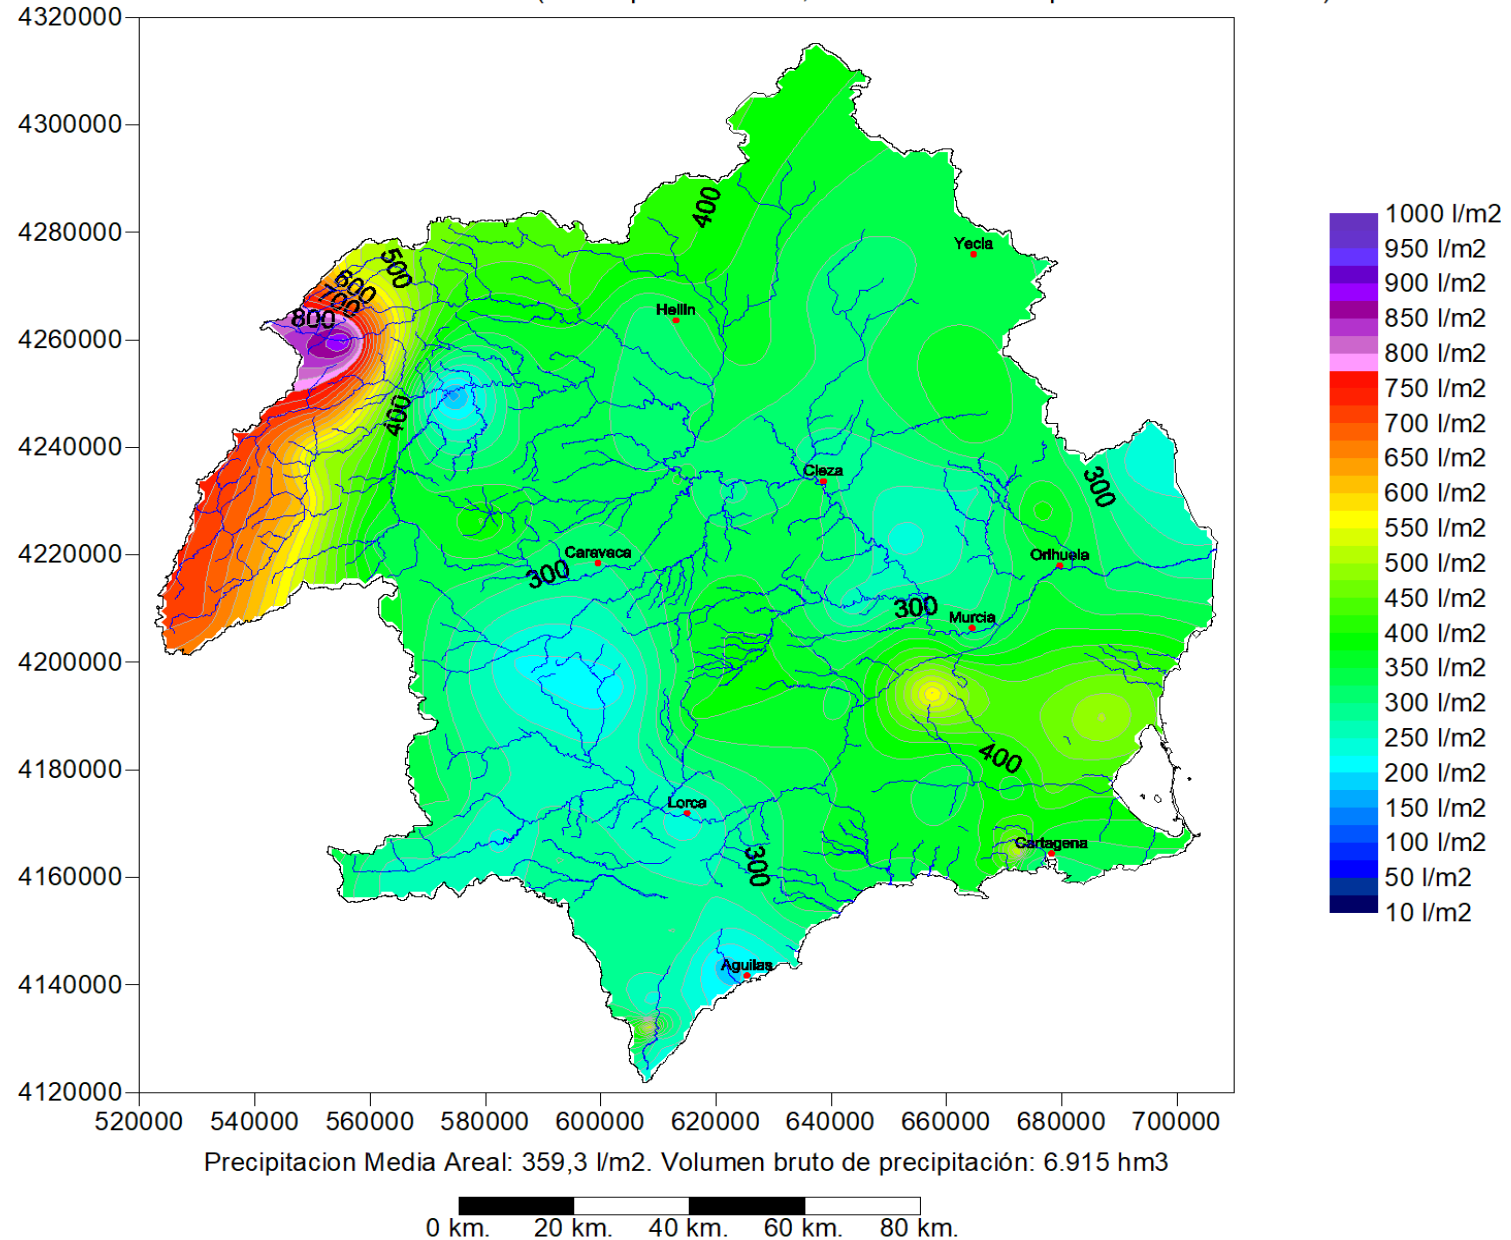 4320000
4300000
4280000
4260000
4240000
4220000
4200000
4180000
4160000
4140000
4120000
520000 540000 560000 580000 600000 620000 640000 660000 680000 700000
400
Yecla
500
600
700
800
Hellin
400
Cieza
300
Orihuela
Caravaca
300
300
Murcia
400
Lorca
Cartagena
300
Aguilas
1000 l/m2
950 l/m2
900 l/m2
850 l/m2
800 l/m2
750 l/m2
700 l/m2
650 l/m2
600 l/m2
550 l/m2
500 l/m2
450 l/m2
400 l/m2
350 l/m2
300 l/m2
250 l/m2
200 l/m2
150 l/m2
100 l/m2
50 l/m2
10 l/m2
Precipitacion Media Areal: 359,3 l/m2. Volumen bruto de precipitación: 6.915 hm3
0 km. 20 km. 40 km. 60 km. 80 km.